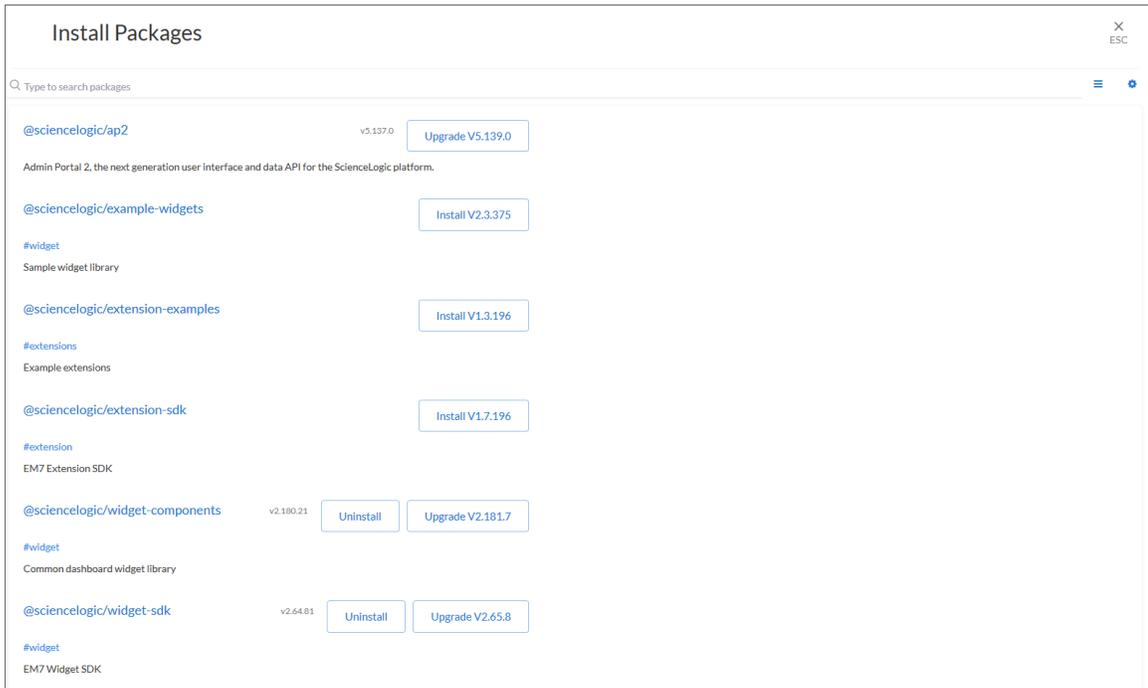 Install Packages
ESC
Type to search packages
@sciencelogic/ap2 v5.137.0 Upgrade V5.139.0
Admin Portal 2, the next generation user interface and data API for the ScienceLogic platform.
@sciencelogic/example-widgets Install V2.3.375
#widget
Sample widget library
@sciencelogic/extension-examples Install V1.3.196
#extensions
Example extensions
@sciencelogic/extension-sdk Install V1.7.196
#extension
EM7 Extension SDK
@sciencelogic/widget-components v2.180.21 Uninstall Upgrade V2.181.7
#widget
Common dashboard widget library
@sciencelogic/widget-sdk v2.64.81 Uninstall Upgrade V2.65.8
#widget
EM7 Widget SDK